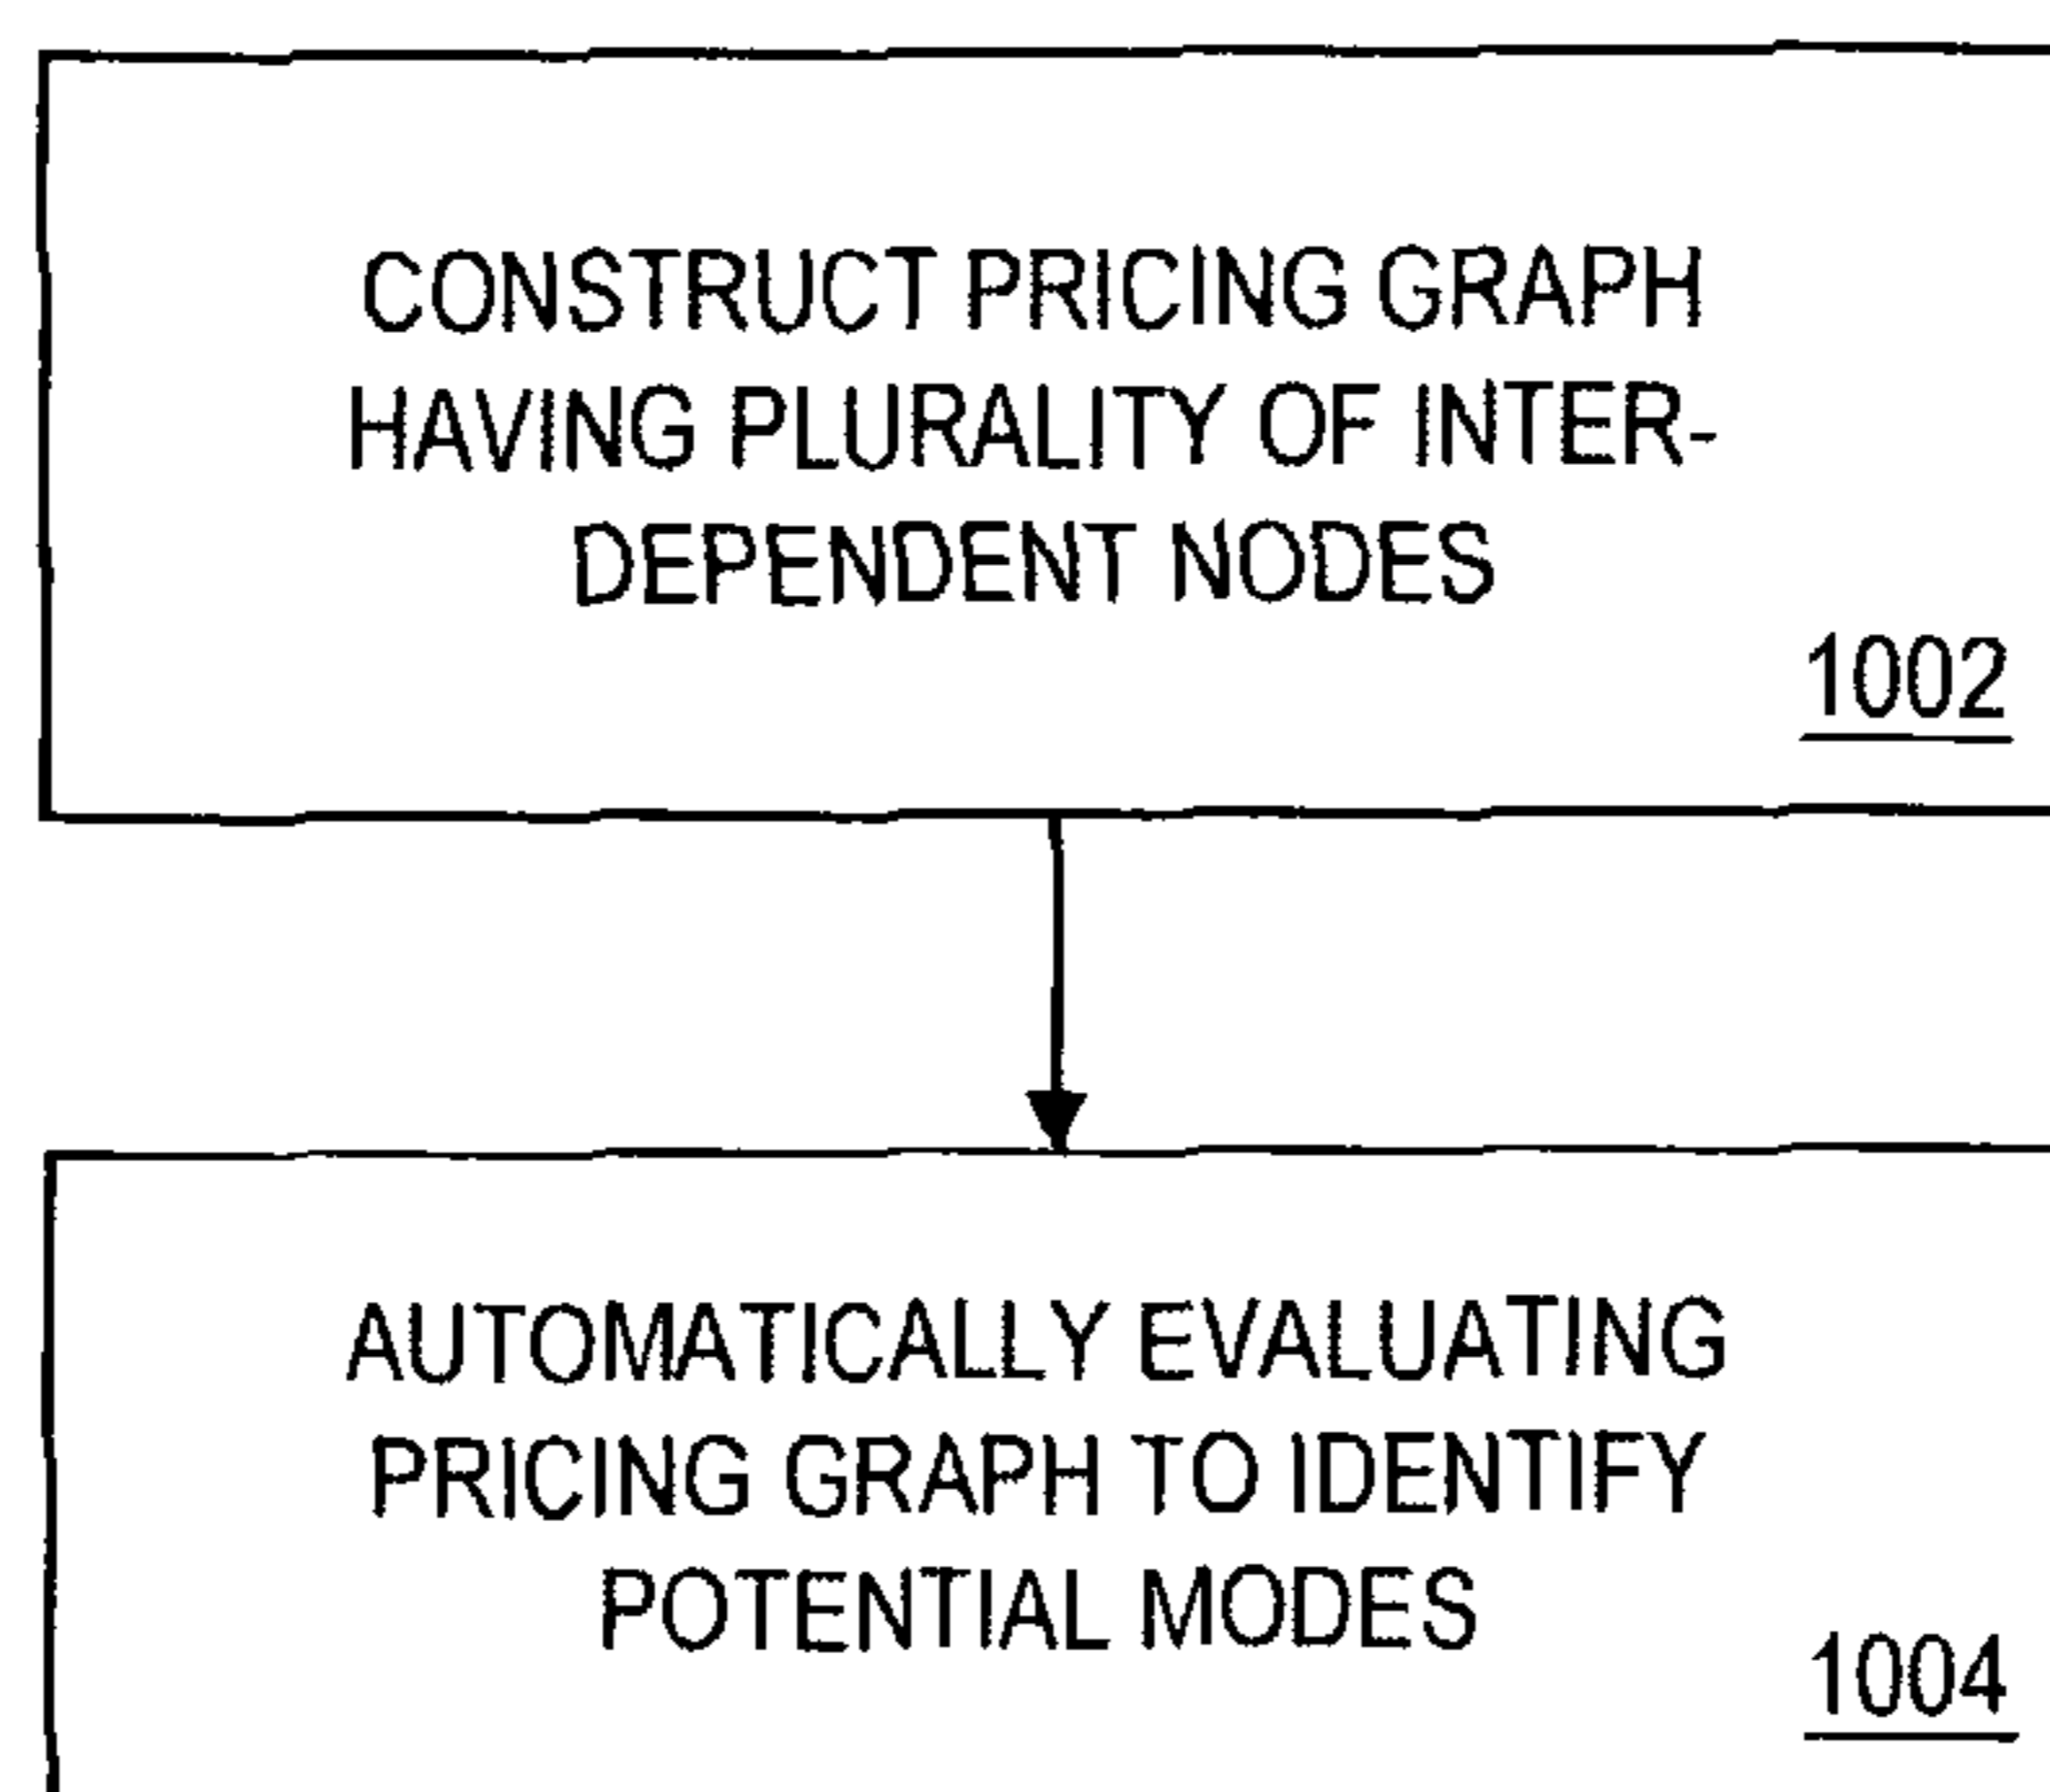 CONSTRUCT PRICING GRAPH
HAVING PLURALITY OF INTER-
DEPENDENT NODES
1002
AUTOMATICALLY EVALUATING
PRICING GRAPH TO IDENTIFY
POTENTIAL MODES
1004